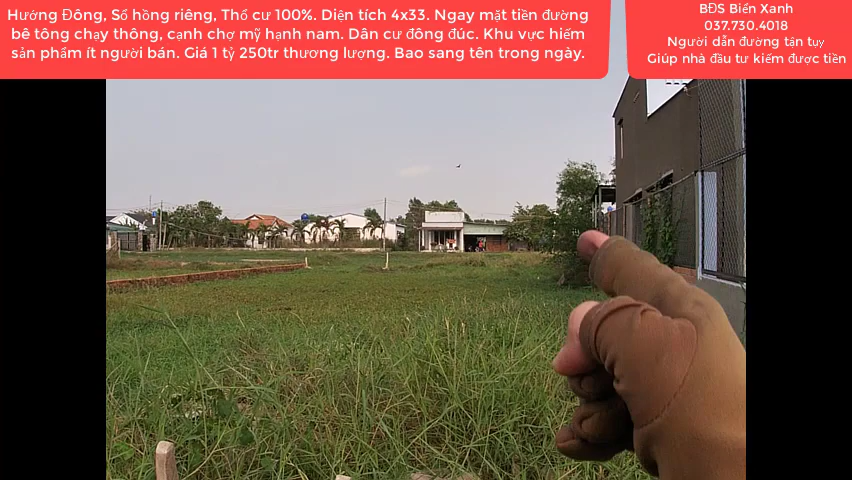 Hướng Đông, Sổ hồng riêng, Thổ cư 100%. Diện tích 4x33. Ngay mặt tiền đường
bê tông chạy thông, cạnh chợ mỹ hạnh nam. Dân cư đông đúc. Khu vực hiếm
sản phẩm ít người bán. Giá 1 tỷ 250tr thương lượng. Bao sang tên trong ngày.
BĐS Biển Xanh
037.730.4018
Người dẫn đường tận tụy
Giúp nhà đầu tư kiếm được tiền